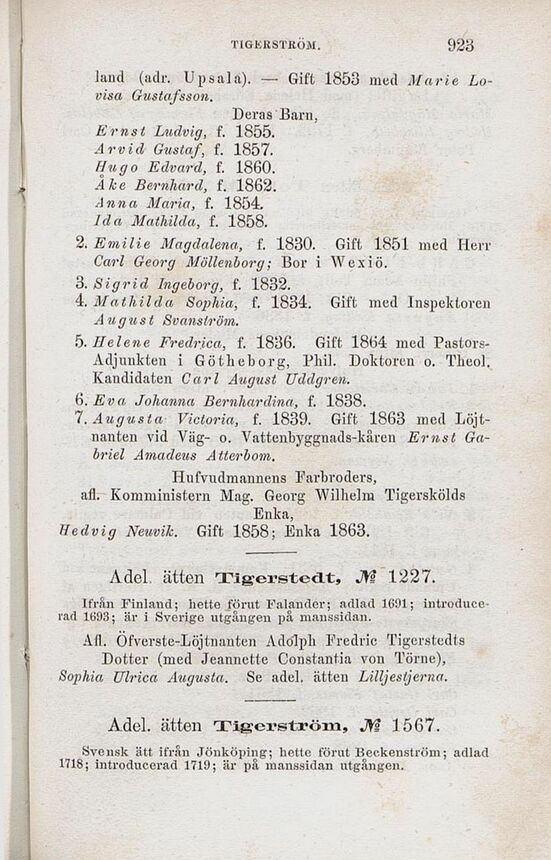 TIGERSTRÖM. 923
land (adr. Upsala). — Gift 1853 med Marie Lo-
visa Gustafsson.
Deras Barn,
Ernst Ludvig, f. 1855.
Arvid Gustaf, f. 1857.
Hugo Edvard, f. 1860.
Åke Bernhard, f. 1862.
Anna Maria, f. 1854.
Ida Mathilda, f. 1858.
2. Emilie Magdalena, f. 1830. Gift 1851 med Herr
Carl Georg Möllenborg; Bor i Wexiö.
3. Sigrid Ingeborg, f. 1832.
4. Mathilda Sophia, f. 1834. Gift med Inspektoren
August Svanström.
5. Helene Fredrica, f. 1836. Gift 1864 med Pastors-
Adjunkten i Götheborg, Phil. Doktoren o. Theol.
Kandidaten Carl August Uddgren.
6. Eva Johanna Bernhardina, f. 1838.
7. Augusta Victoria, f. 1839. Gift 1863 med Löjt-
nanten vid Väg- o. Vattenbyggnads-kåren Ernst Ga-
briel Amadeus Atterbom.
Hufvudmannens Farbroders,
afl. Komministern Mag. Georg Wilhelm Tigerskölds
Enka,
Hedvig Neuvik. Gift 1858; Enka 1863.
Adel. ätten Tigerstedt, № 1227.
Ifrån Finland; hette förut Falander; adlad 1691; introduce-
rad 1693; är i Sverige utgången på manssidan.
Afl. Öfverste-Löjtnanten Adolph Fredric Tigerstedts
Dotter (med Jeannette Constantia von Törne),
Sophia Ulrica Augusta. Se adel. ätten Lilljestjerna.
Adel. ätten Tigerström, № 1567.
Svensk ätt ifrån Jönköping; hette förut Beckenström; adlad
1718; introducerad 1719; är på manssidan utgången.